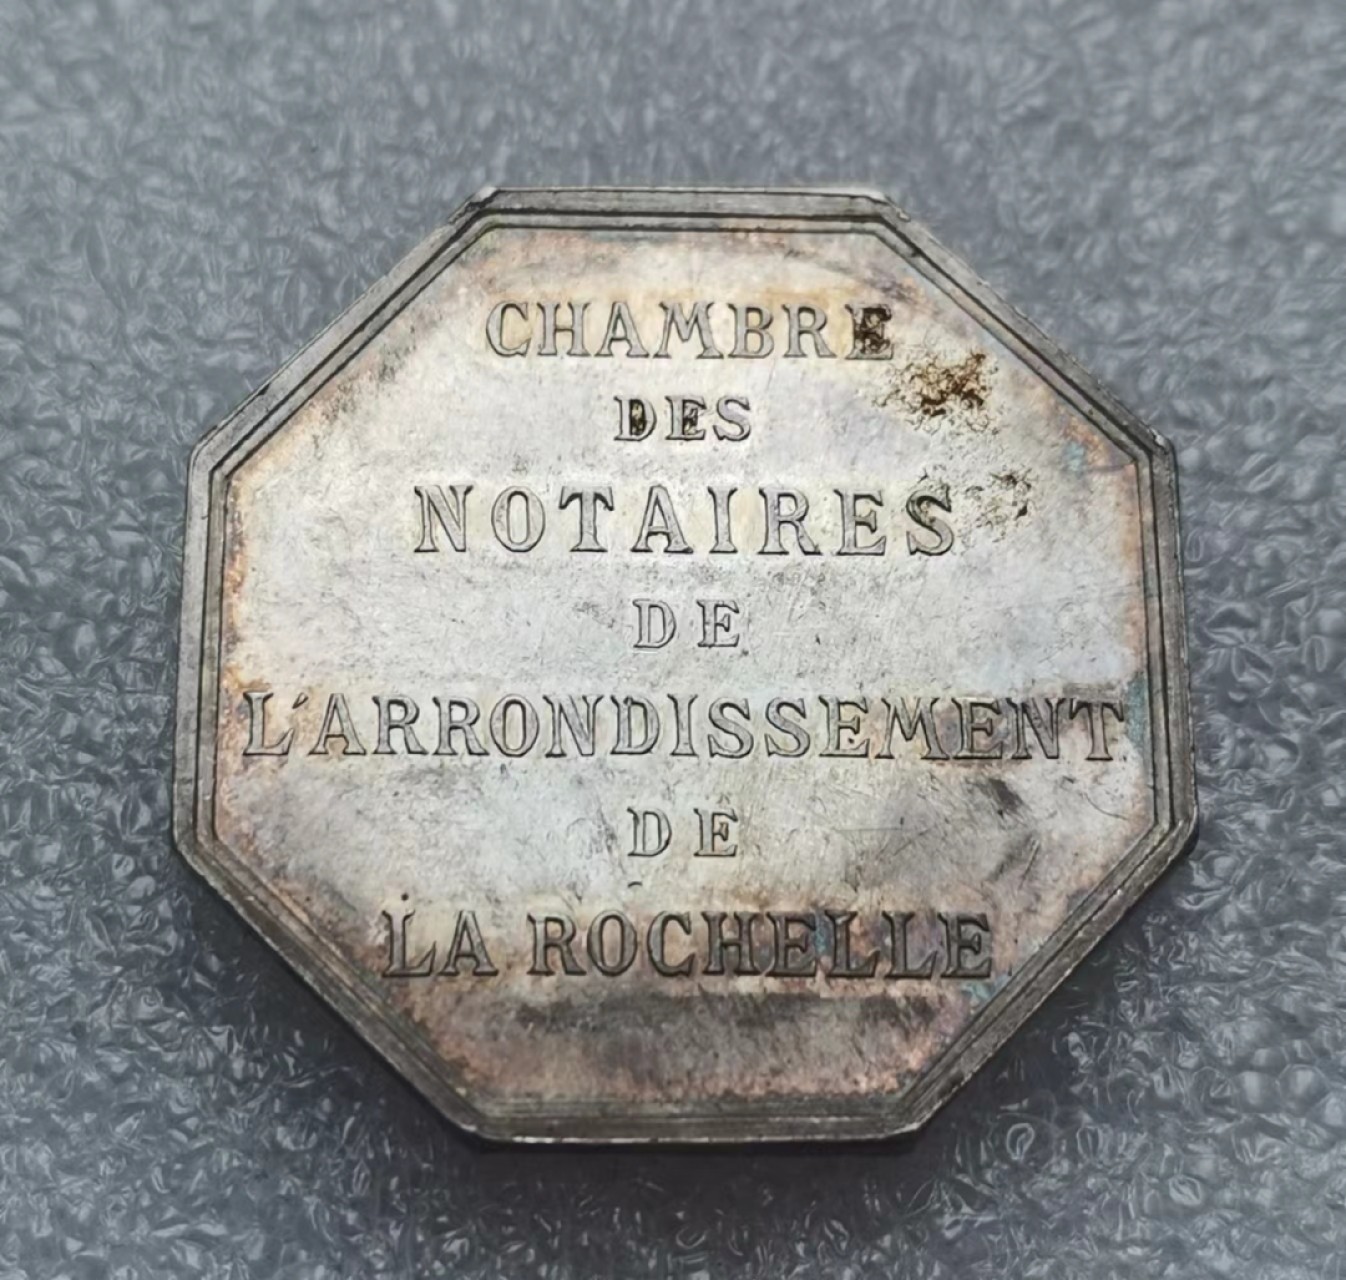 CHAMBRE
DES
NOTAIRES
DE
L'ARRONDISSEMENT
DE
LA ROCHELLE